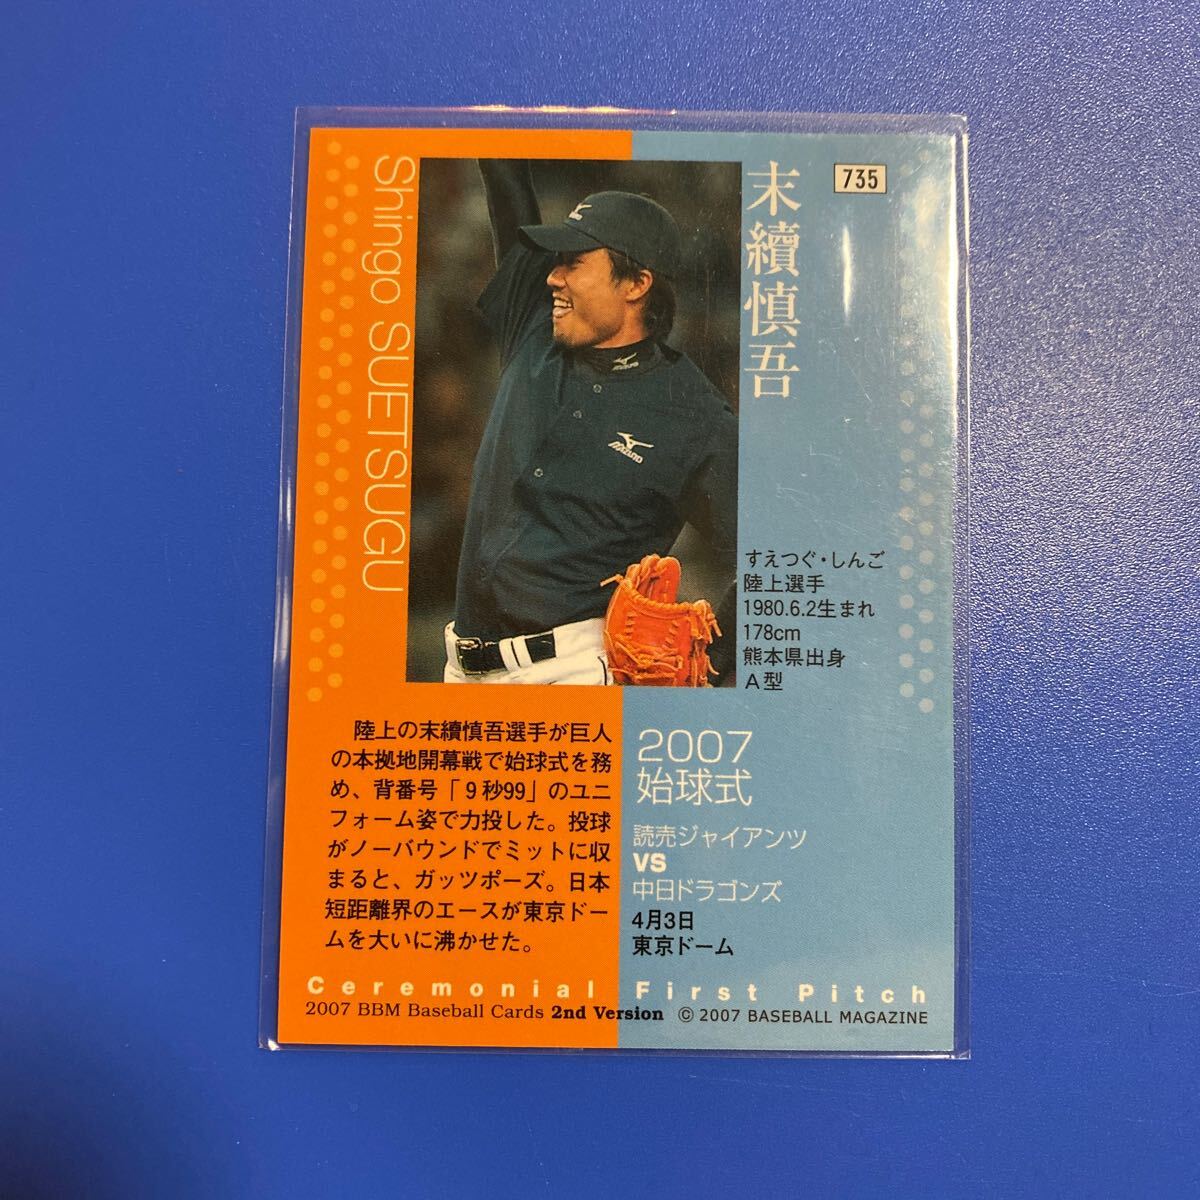 735
末續慎吾
Shingo SUETSUGU
MIZUNO
MIZUNO
すえつぐ・しんご
陸上選手
1980.6.2生まれ
178cm
熊本県出身
A型
陸上の末續慎吾選手が巨人
の本拠地開幕戦で始球式を務
め、背番号「9秒99」のユニ
フォーム姿で力投した。投球
がノーバウンドでミットに収
まると、ガッツポーズ。日本
短距離界のエースが東京ドー
ムを大いに沸かせた。
2007
始球式
読売ジャイアンツ
VS
中日ドラゴンズ
4月3日
東京ドーム
Ceremonial First Pitch
2007 BBM Baseball Cards 2nd Version © 2007 BASEBALL MAGAZINE